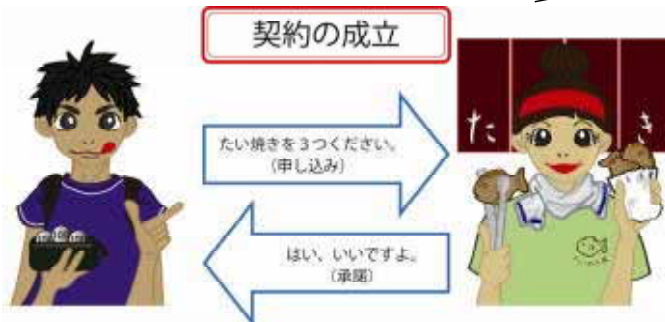 契約の成立
たい焼きを3つください。
（申し込み）
た
き
はい、いいですよ。
（承諾）